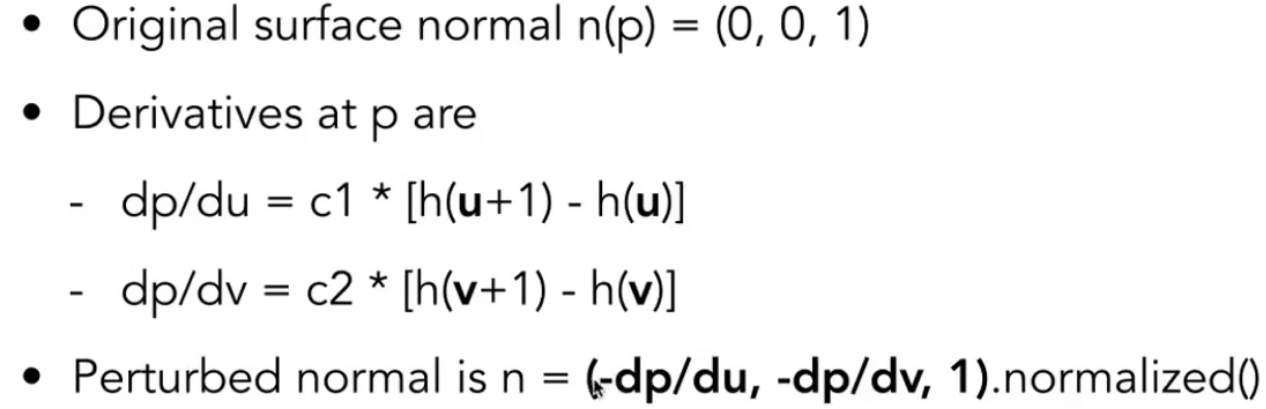 • Original surface normal n(p) = (0, 0, 1)
• Derivatives at p are
- dp/du = c1 * [h(u+1) - h(u)]
- dp/dv = c2 * [h(v+1) - h(v)]
• Perturbed normal is n = (-dp/du, -dp/dv, 1).normalized()